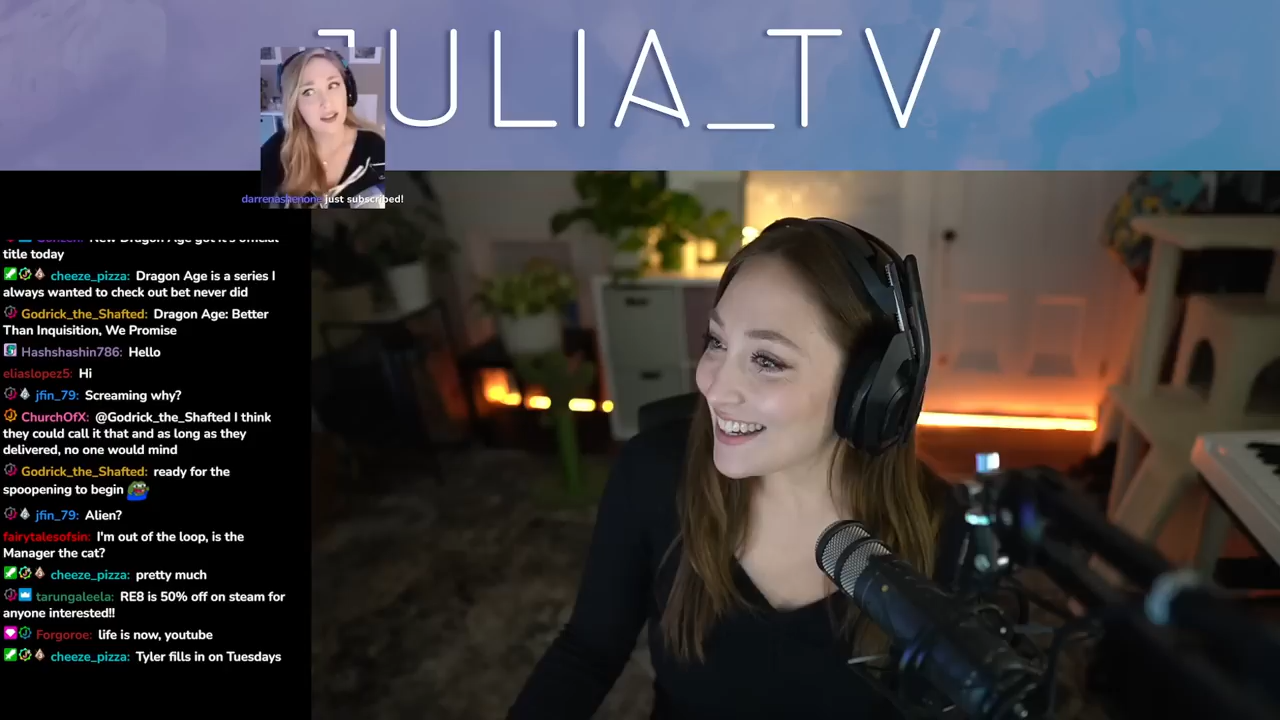 JULIA_TV
darrenashenone just subscribed!
New Dragon Age got it's official
title today
cheeze_pizza: Dragon Age is a series I
always wanted to check out bet never did
Godrick_the_Shafted: Dragon Age: Better
Than Inquisition, We Promise
Hashshashin786: Hello
eliaslopez5: Hi
jfin_79: Screaming why?
ChurchOfX: @Godrick_the_Shafted I think
they could call it that and as long as they
delivered, no one would mind
Godrick_the_Shafted: ready for the
spoopening to begin
jfin_79: Alien?
fairytalesofsin: I'm out of the loop, is the
Manager the cat?
cheeze_pizza: pretty much
tarungaleela: RE8 is 50% off on steam for
anyone interested!!
Forgoroe: life is now, youtube
cheeze_pizza: Tyler fills in on Tuesdays